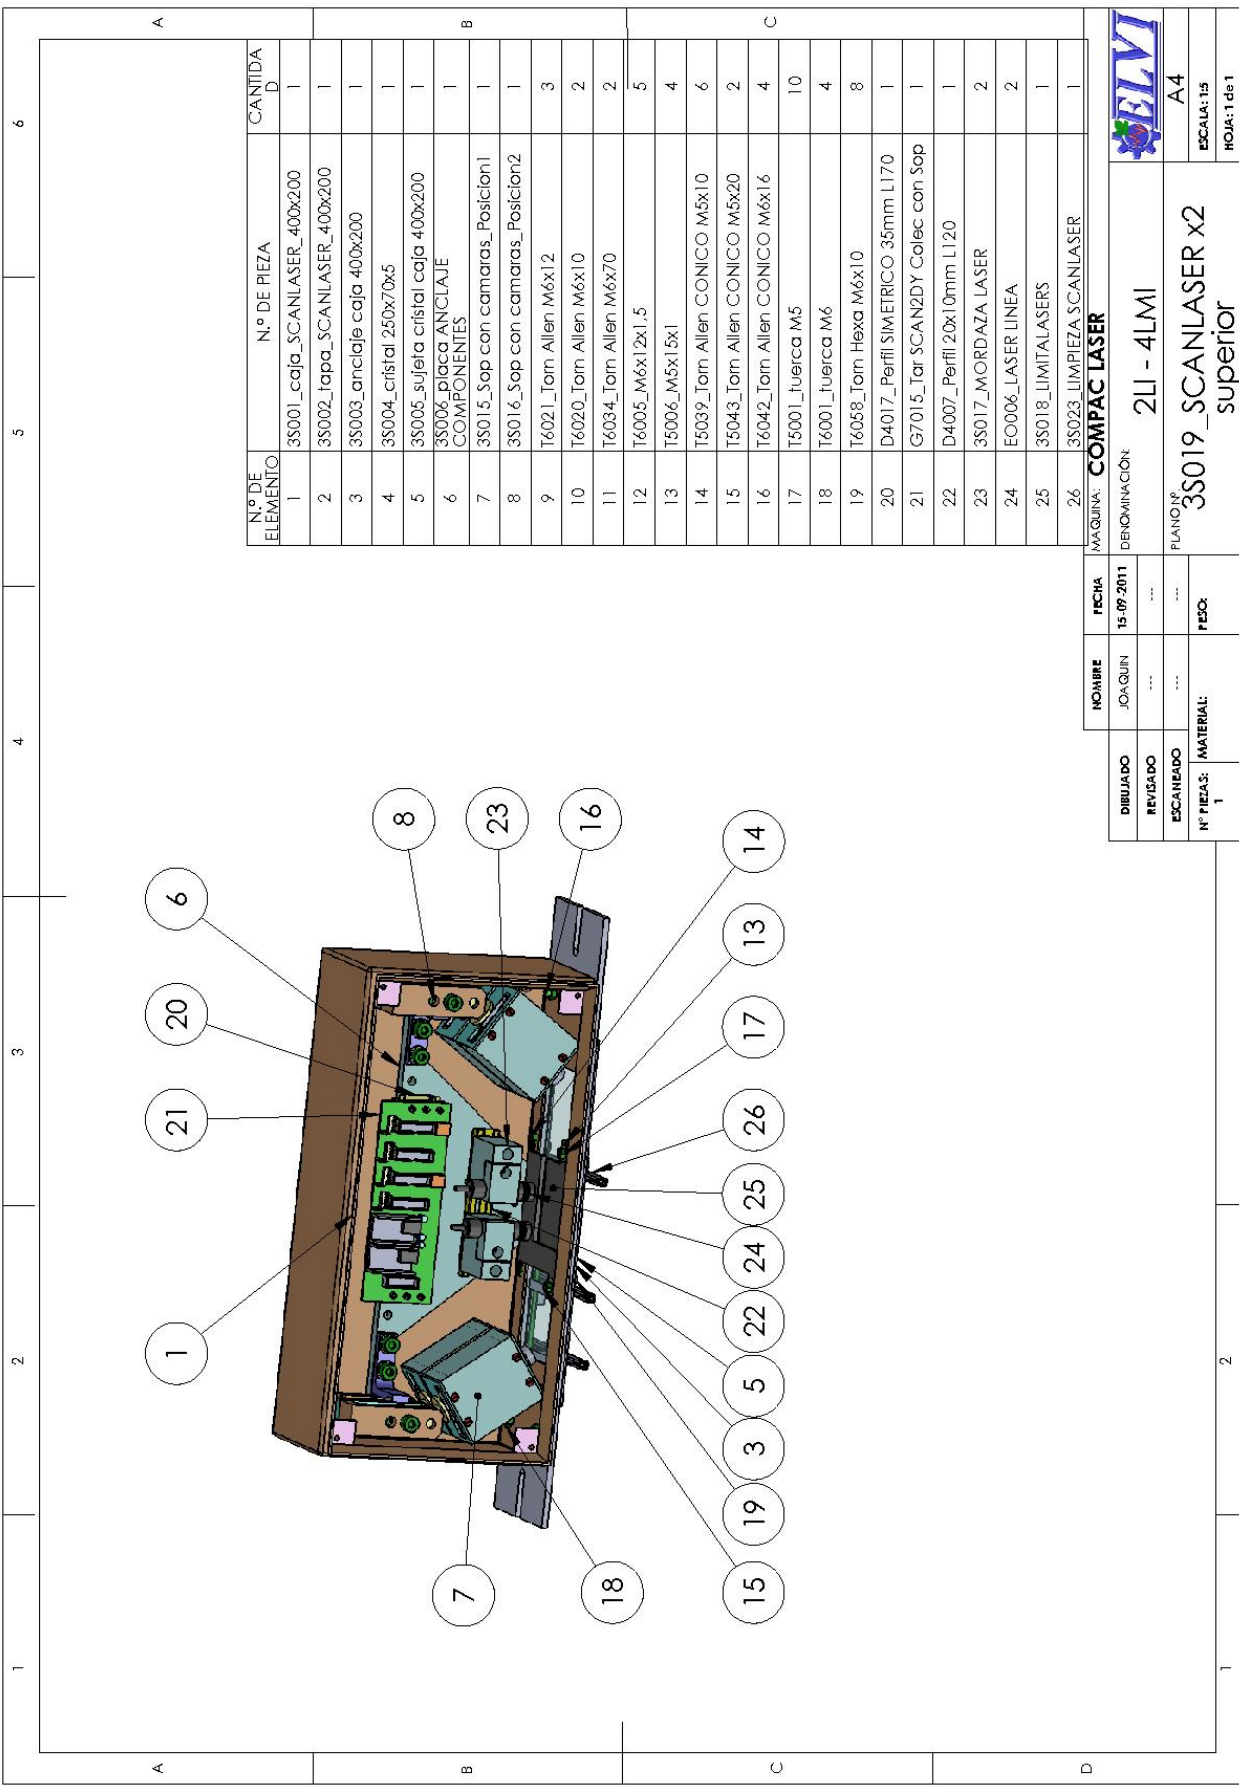 1 2 3 4 5 6
A
B
C
N.º DE ELEMENTO N.º DE PIEZA CANTIDA D
1 3S001_caja_SCANLASER_400x200 1
2 3S002_tapa_SCANLASER_400x200 1
3 3S003_anclaje caja 400x200 1
4 3S004_cristal 250x70x5 1
5 3S005_sujeta cristal caja 400x200 1
6 3S006_placa ANCLAJE COMPONENTES 1
7 3S015_Sop con camaras_Posicion1 1
8 3S016_Sop con camaras_Posicion2 1
9 T6021_Torn Allen M6x12 3
10 T6020_Torn Allen M6x10 2
11 T6034_Torn Allen M6x70 2
12 T6005_M6x12x1.5 5
13 T5006_M5x15x1 4
14 T5039_Torn Allen CONICO M5x10 6
15 T5043_Torn Allen CONICO M5x20 2
16 T6042_Torn Allen CONICO M6x16 4
17 T5001_tuerca M5 10
18 T6001_tuerca M6 4
19 T6058_Torn Hexa M6x10 8
20 D4017_Perfil SIMETRICO 35mm L170 1
21 G7015_Tar SCAN2DY Colec con Sop 1
22 D4007_Perfil 20x10mm L120 1
23 3S017_MORDAZA LASER 2
24 EO006_LASER LINEA 2
25 3S018_LIMITALASERS 1
26 3S023_LIMPIEZA SCANLASER 1
1
21
20
6
8
23
16
7
18
15
19
3
5
22
24
25
26
17
13
14
NOMBRE FECHA
DIBUJADO JOAQUIN 15-09-2011
REVISADO --- ---
ESCANEADO --- ---
Nº PIEZAS: 1
MATERIAL:
PESO:
MAQUINA: COMPAC LASER
DENOMINACIÓN:
2LI - 4LMI
PLANO Nº
3S019_SCANLASER x2
superior
ELVI
A4
ESCALA: 1:5
HOJA: 1 de 1
A
B
C
D
1 2